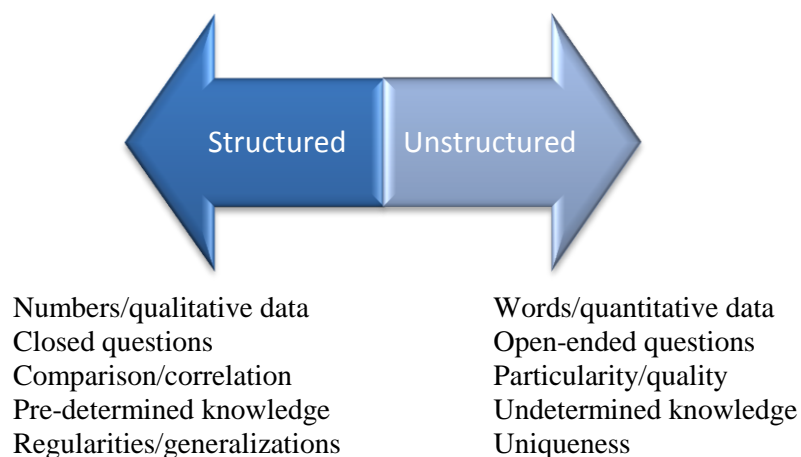 Structured Unstructured
Numbers/qualitative data Words/quantitative data
Closed questions Open-ended questions
Comparison/correlation Particularity/quality
Pre-determined knowledge Undetermined knowledge
Regularities/generalizations Uniqueness